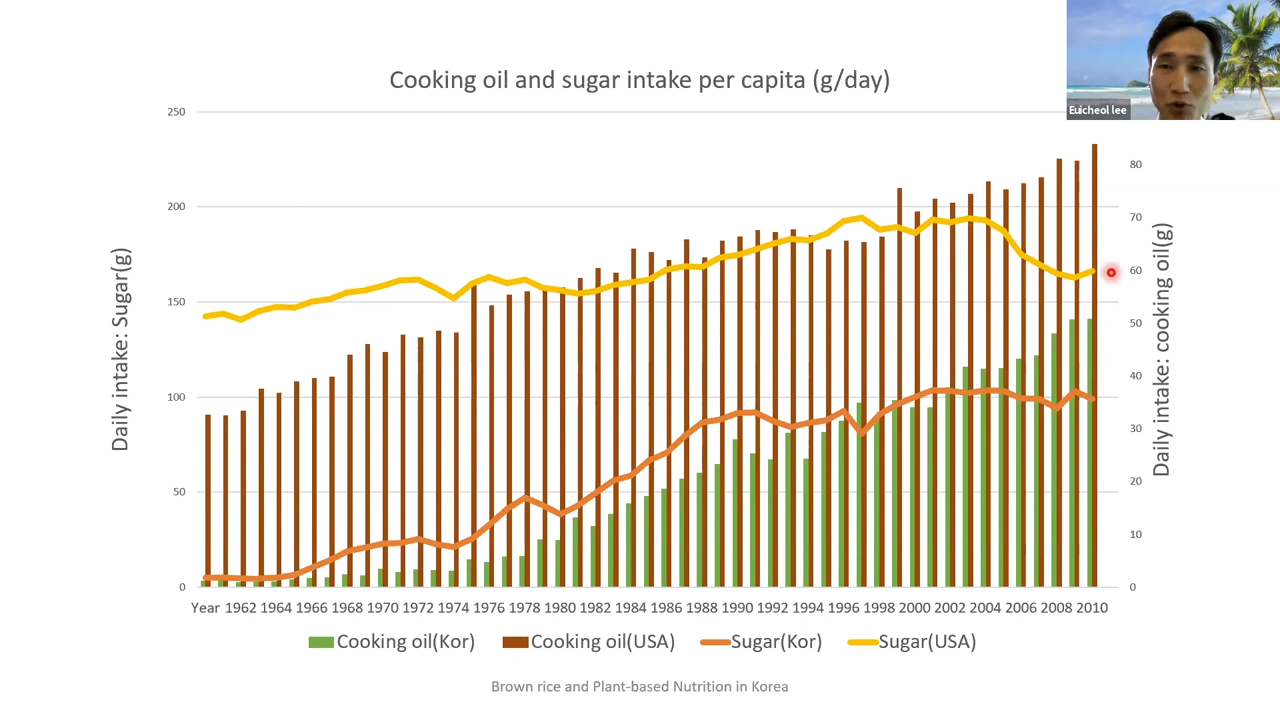 Euicheol lee
Cooking oil and sugar intake per capita (g/day)
Daily intake: Sugar(g)
250
200
150
100
50
0
80
70
60
50
40
30
20
10
0
Daily intake: cooking oil(g)
Year 1962 1964 1966 1968 1970 1972 1974 1976 1978 1980 1982 1984 1986 1988 1990 1992 1994 1996 1998 2000 2002 2004 2006 2008 2010
Cooking oil(Kor) Cooking oil(USA) Sugar(Kor) Sugar(USA)
Brown rice and Plant-based Nutrition in Korea